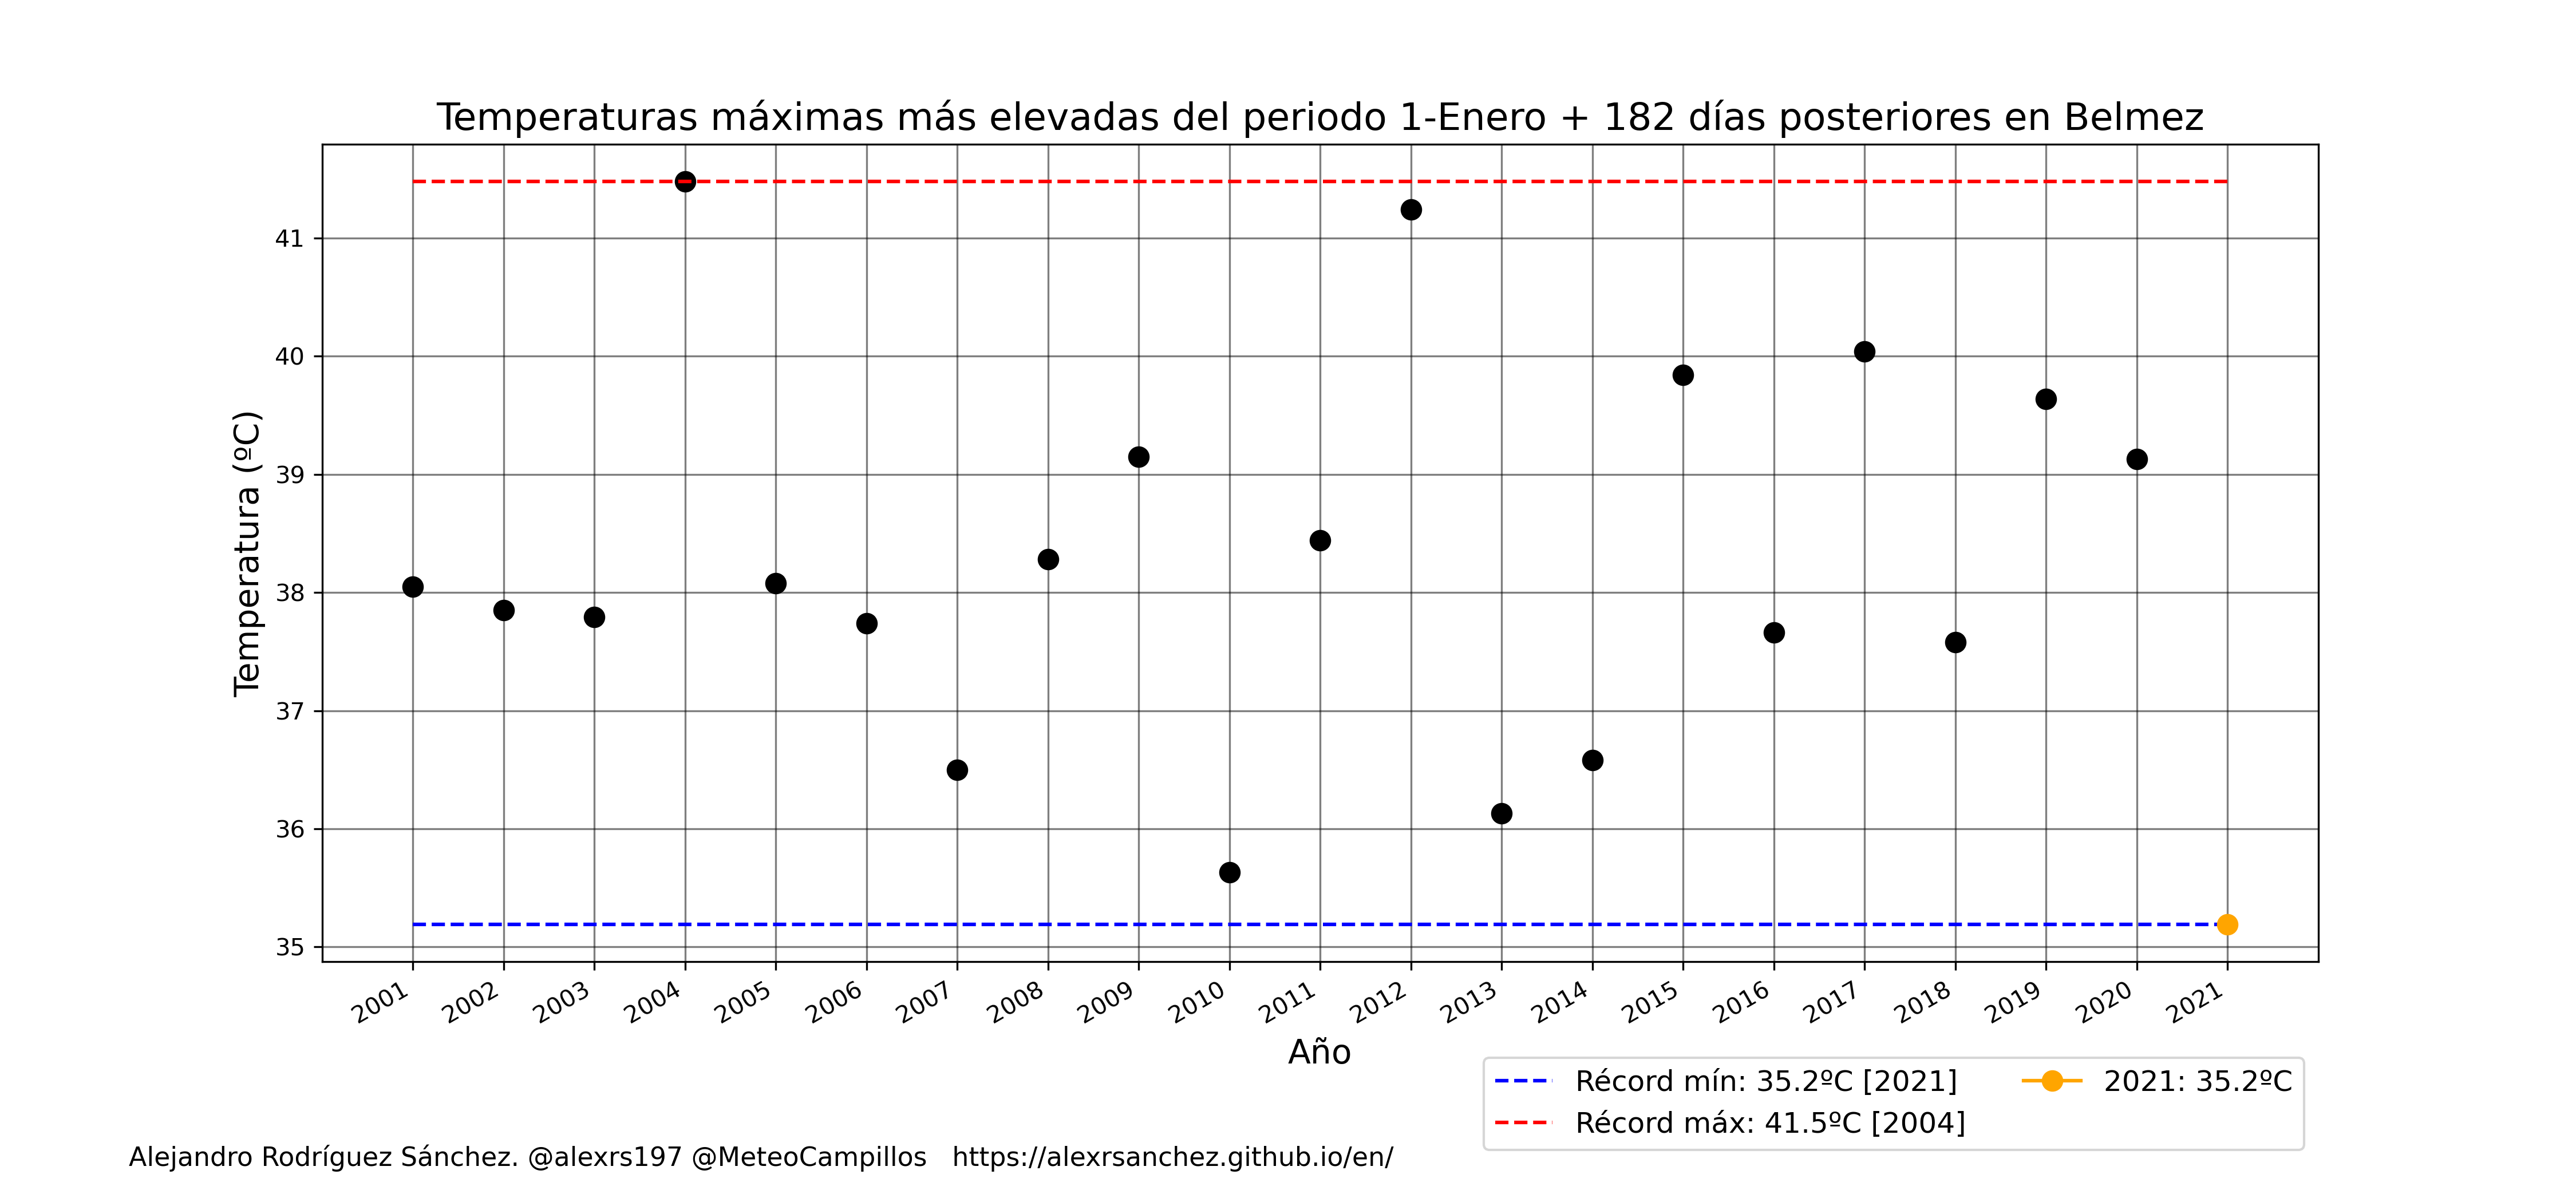 Temperaturas máximas más elevadas del periodo 1-Enero + 182 días posteriores en Belmez
Temperatura (ºC)
41
40
39
38
37
36
35
2001 2002 2003 2004 2005 2006 2007 2008 2009 2010 2011 2012 2013 2014 2015 2016 2017 2018 2019 2020 2021
Año
Récord mín: 35.2ºC [2021]
Récord máx: 41.5ºC [2004]
2021: 35.2ºC
Alejandro Rodríguez Sánchez. @alexrs197 @MeteoCampillos https://alexrsanchez.github.io/en/